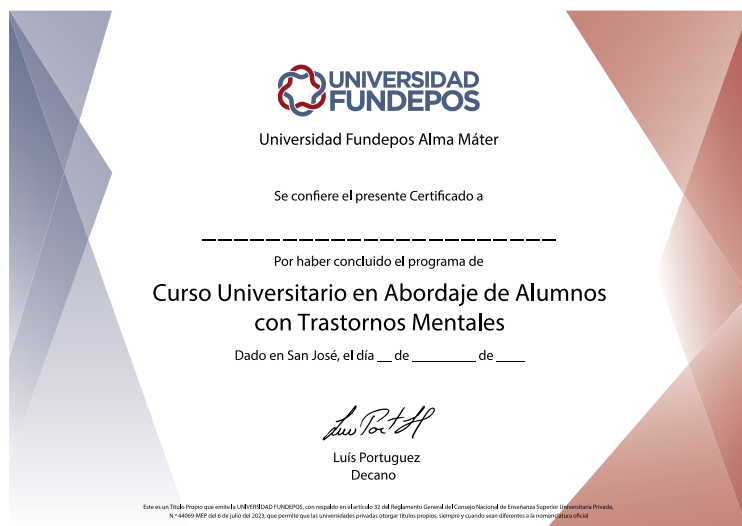 UNIVERSIDAD
FUNDEPOS
Universidad Fundepos Alma Máter
Se confiere el presente Certificado a
_ _ _ _ _ _ _ _ _ _ _ _ _ _ _ _ _ _ _ _ _ _
Por haber concluido el programa de
Curso Universitario en Abordaje de Alumnos
con Trastornos Mentales
Dado en San José, el día __ de _________ de ____
Luís Portuguez
Decano
Este es un Título Propio que emite la UNIVERSIDAD FUNDEPOS, con respaldo en el artículo 32 del Reglamento General del Consejo Nacional de Enseñanza Superior Universitaria Privada,
N.º 44069-MEP del 6 de julio del 2023, que permite que las universidades privadas otorgar títulos propios, siempre y cuando sean diferentes a la nomenclatura oficial